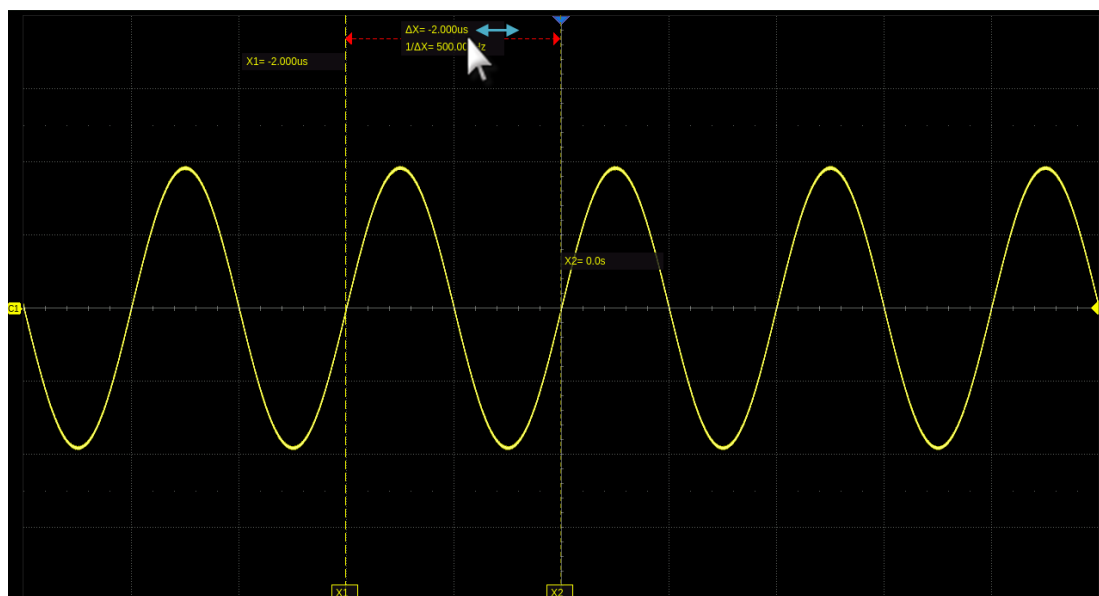 ΔX= -2.000us
1/ΔX= 500.00
X1= -2.000us
X2= 0.0s
C1
X1
X2